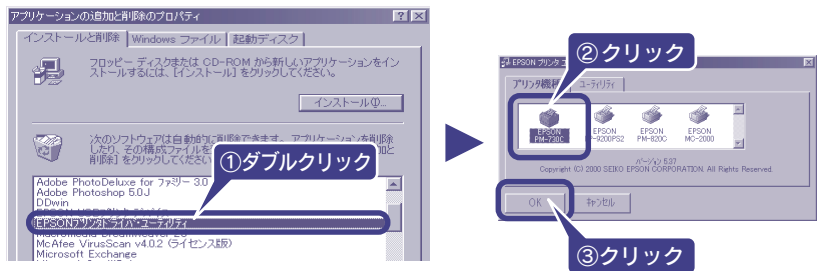 アプリケーションの追加と削除のプロパティ
インストールと削除 Windows ファイル 起動ディスク
フロッピー ディスクまたは CD-ROM から新しいアプリケーションをイン
ストールするには、[インストール] をクリックしてください。
インストール(I)...
次のソフトウェアは自動的に削除できます。アプリケーションを削除
したり、その構成ファイルを
削除] をクリックしてください
①ダブルクリック
Adobe PhotoDeluxe for ファミリー 3.0
Adobe Photoshop 5.0J
DDwin
EPSONプリンタドライバ・ユーティリティ
McAfee VirusScan v4.0.2 (ライセンス版)
Microsoft Exchange
EPSON プリンタ
②クリック
プリンタ機種 ユーティリティ
EPSON PM-730C
EPSON
EPSON PM-820C
EPSON MC-2000
バージョン 5.27
Copyright (C) 2000 SEIKO EPSON CORPORATION. All Rights Reserved.
OK キャンセル
③クリック